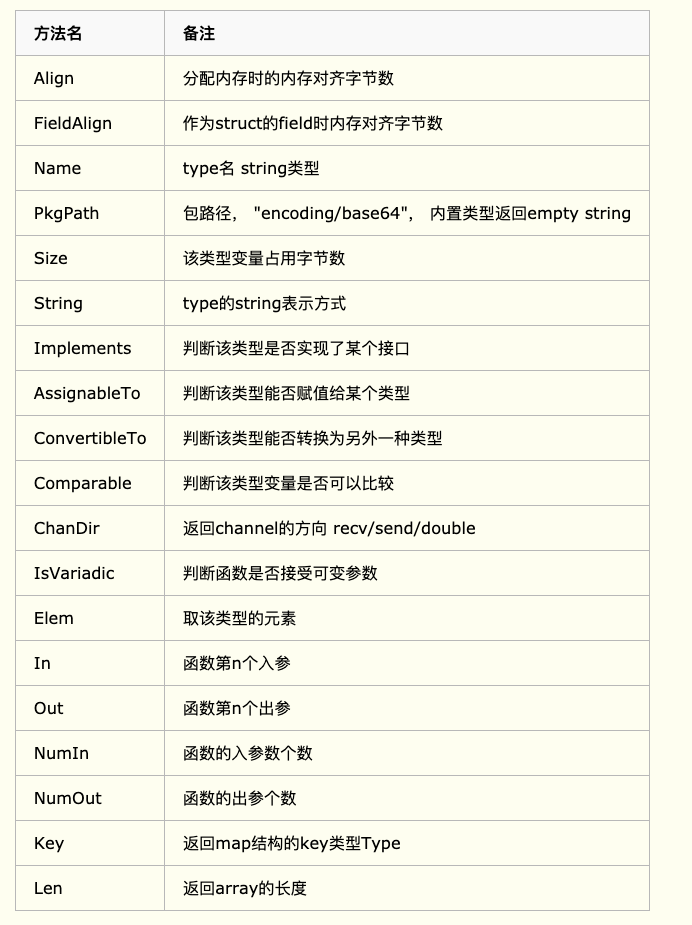 方法名 备注
Align 分配内存时的内存对齐字节数
FieldAlign 作为struct的field时内存对齐字节数
Name type名 string类型
PkgPath 包路径， "encoding/base64"， 内置类型返回empty string
Size 该类型变量占用字节数
String type的string表示方式
Implements 判断该类型是否实现了某个接口
AssignableTo 判断该类型能否赋值给某个类型
ConvertibleTo 判断该类型能否转换为另外一种类型
Comparable 判断该类型变量是否可以比较
ChanDir 返回channel的方向 recv/send/double
IsVariadic 判断函数是否接受可变参数
Elem 取该类型的元素
In 函数第n个入参
Out 函数第n个出参
NumIn 函数的入参数个数
NumOut 函数的出参个数
Key 返回map结构的key类型Type
Len 返回array的长度